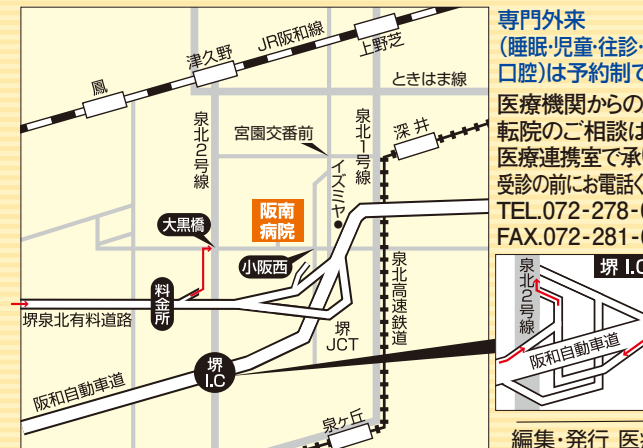 鳳
津久野
JR阪和線
上野芝
ときはま線
泉北2号線
宮園交番前
泉北1号線
深井
イズミヤ
大黒橋
阪南
病院
小阪西
泉北高速鉄道
料金所
堺泉北有料道路
堺
JCT
堺
I.C
阪和自動車道
泉ヶ丘
専門外来
(睡眠・児童・往診・
口腔)は予約制で
医療機関からの
転院のご相談は
医療連携室で承
受診の前にお電話く
TEL.072-278-
FAX.072-281-
堺 I.C
泉北2号線
阪和自動車道
編集・発行 医